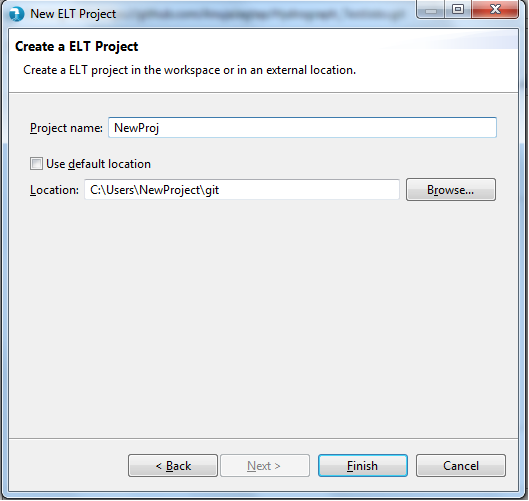 New ELT Project
Create a ELT Project
Create a ELT project in the workspace or in an external location.
Project name: NewProj
Use default location
Location: C:\Users\NewProject\git Browse...
< Back Next > Finish Cancel